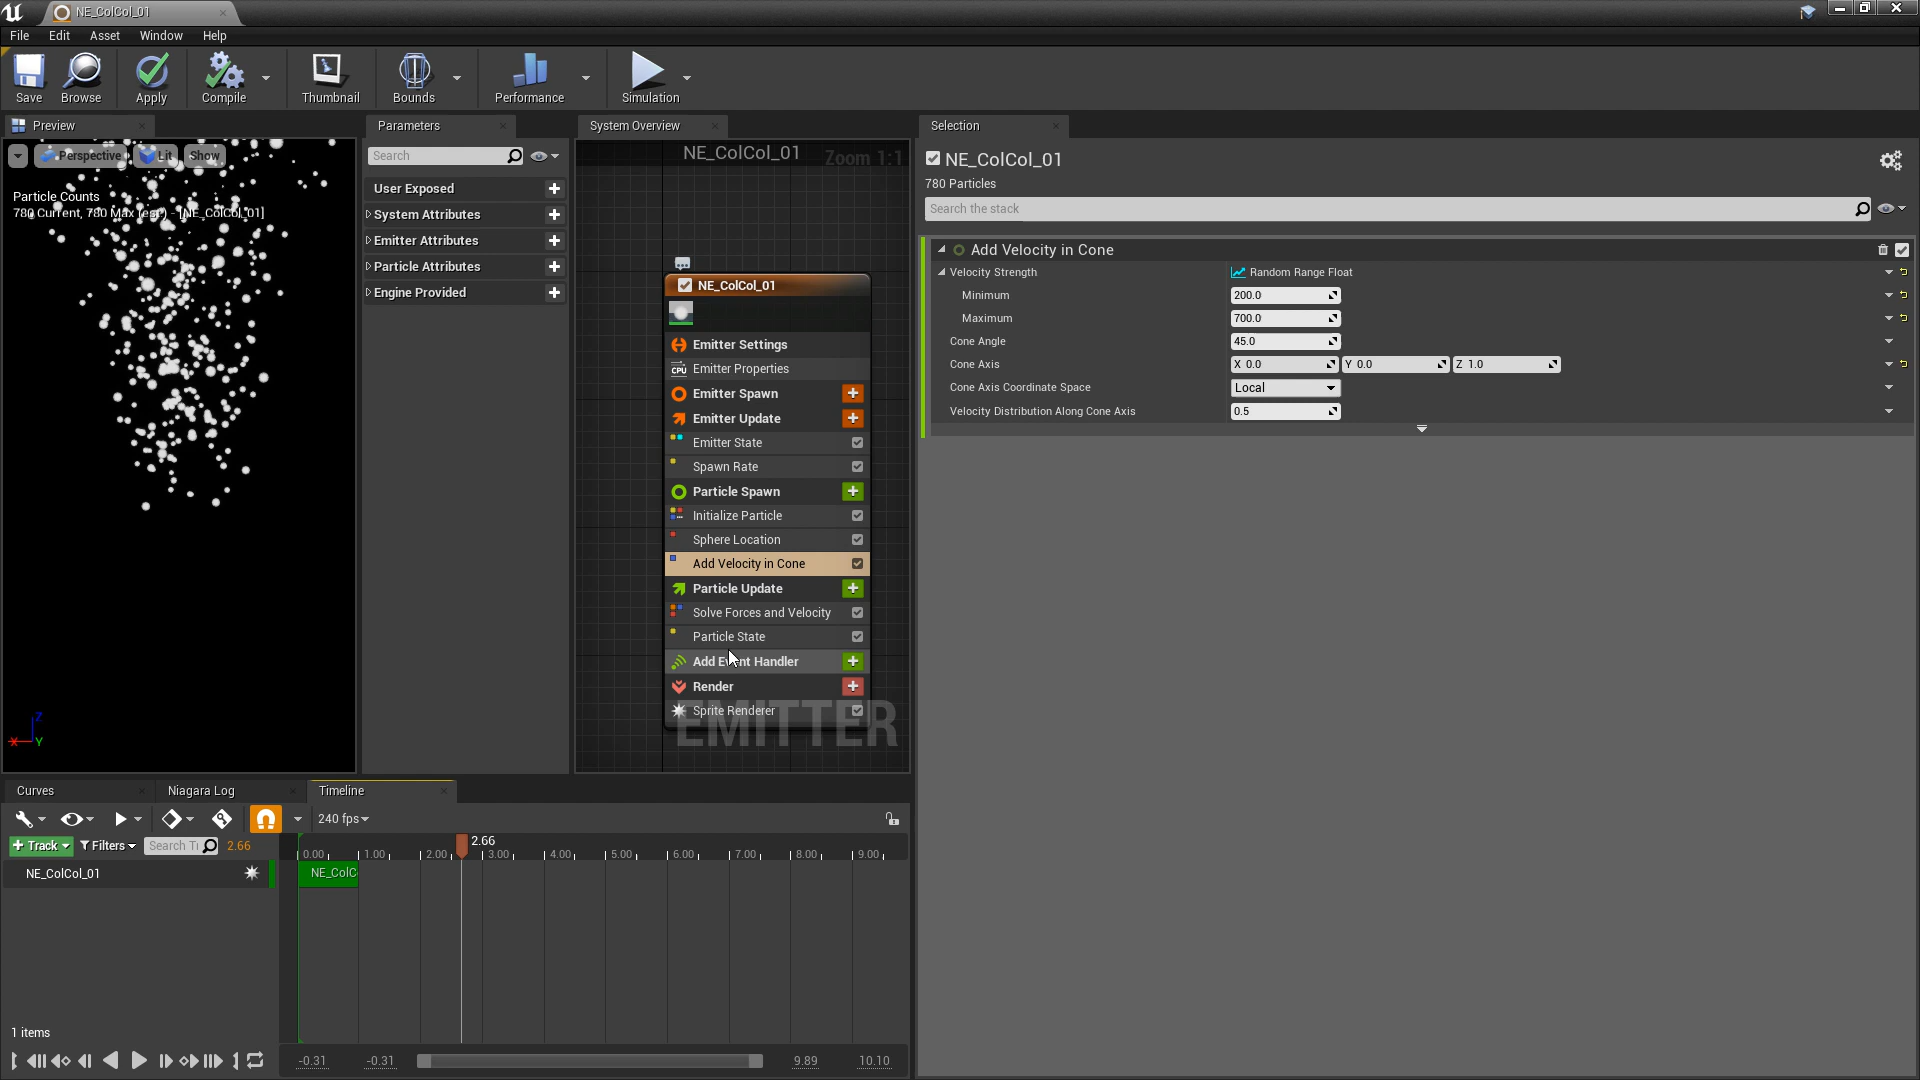 NE_ColCol_01
File Edit Asset Window Help
Save Browse Apply Compile Thumbnail Bounds Performance Simulation
Preview
Perspective Lit Show
Particle Counts
780 Current, 780 Max (est.) - [NE_ColCol_01]
Z
X Y
Parameters
Search
User Exposed
System Attributes
Emitter Attributes
Particle Attributes
Engine Provided
System Overview
NE_ColCol_01 Zoom 1:1
NE_ColCol_01
Emitter Settings
CPU Emitter Properties
Emitter Spawn
Emitter Update
Emitter State
Spawn Rate
Particle Spawn
Initialize Particle
Sphere Location
Add Velocity in Cone
Particle Update
Solve Forces and Velocity
Particle State
Add Event Handler
Render
Sprite Renderer
EMITTER
Selection
NE_ColCol_01
780 Particles
Search the stack
Add Velocity in Cone
Velocity Strength Random Range Float
Minimum 200.0
Maximum 700.0
Cone Angle 45.0
Cone Axis X 0.0 Y 0.0 Z 1.0
Cone Axis Coordinate Space Local
Velocity Distribution Along Cone Axis 0.5
Curves Niagara Log Timeline
240 fps
+ Track Filters Search Ti 2.66
2.66
0.00 1.00 2.00 3.00 4.00 5.00 6.00 7.00 8.00 9.00
NE_ColCol_01
NE_ColC
1 items
-0.31 -0.31 9.89 10.10